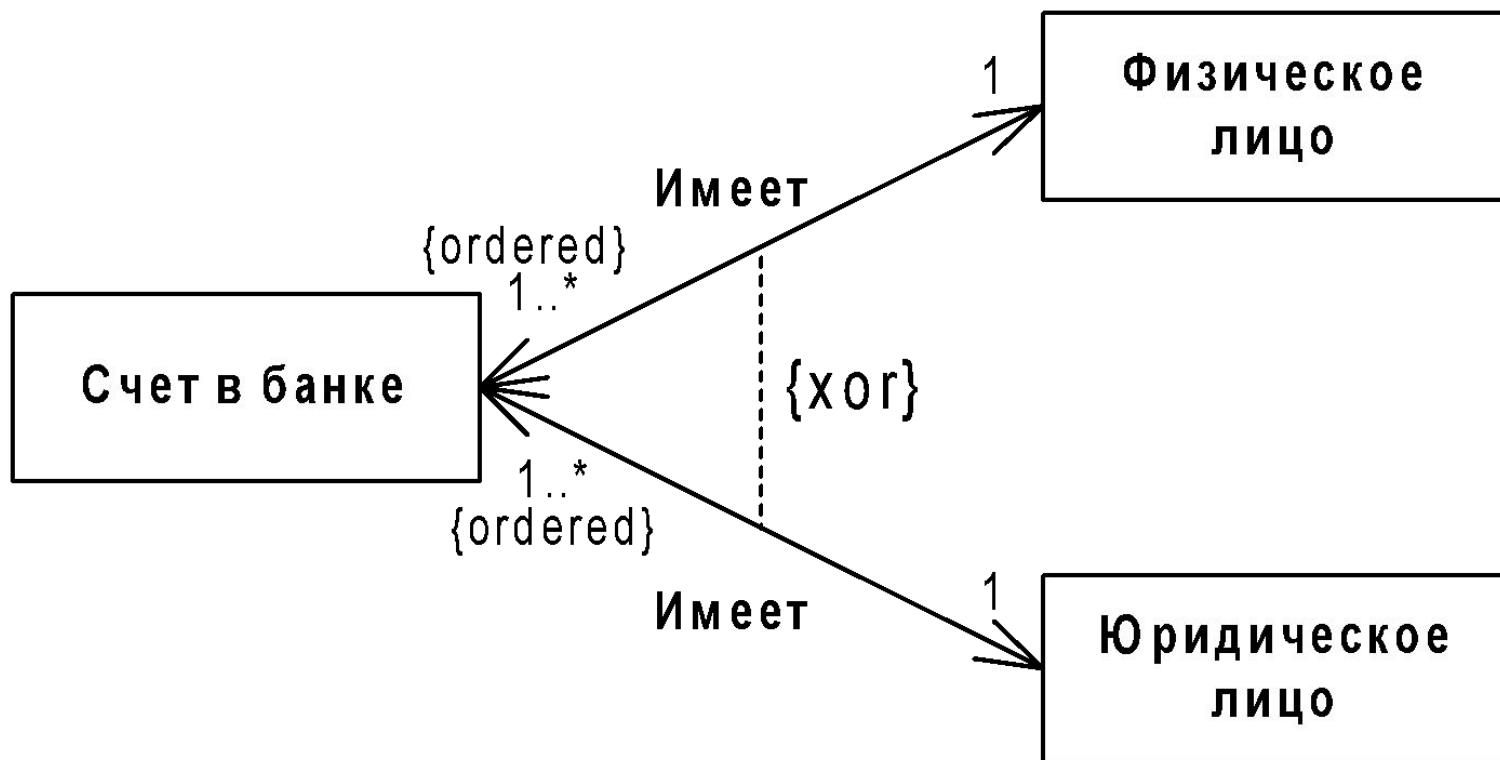 1
Физическое
лицо
Имеет
{ordered}
1..*
Счет в банке
{xor}
1..*
{ordered}
Имеет
1
Юридическое
лицо